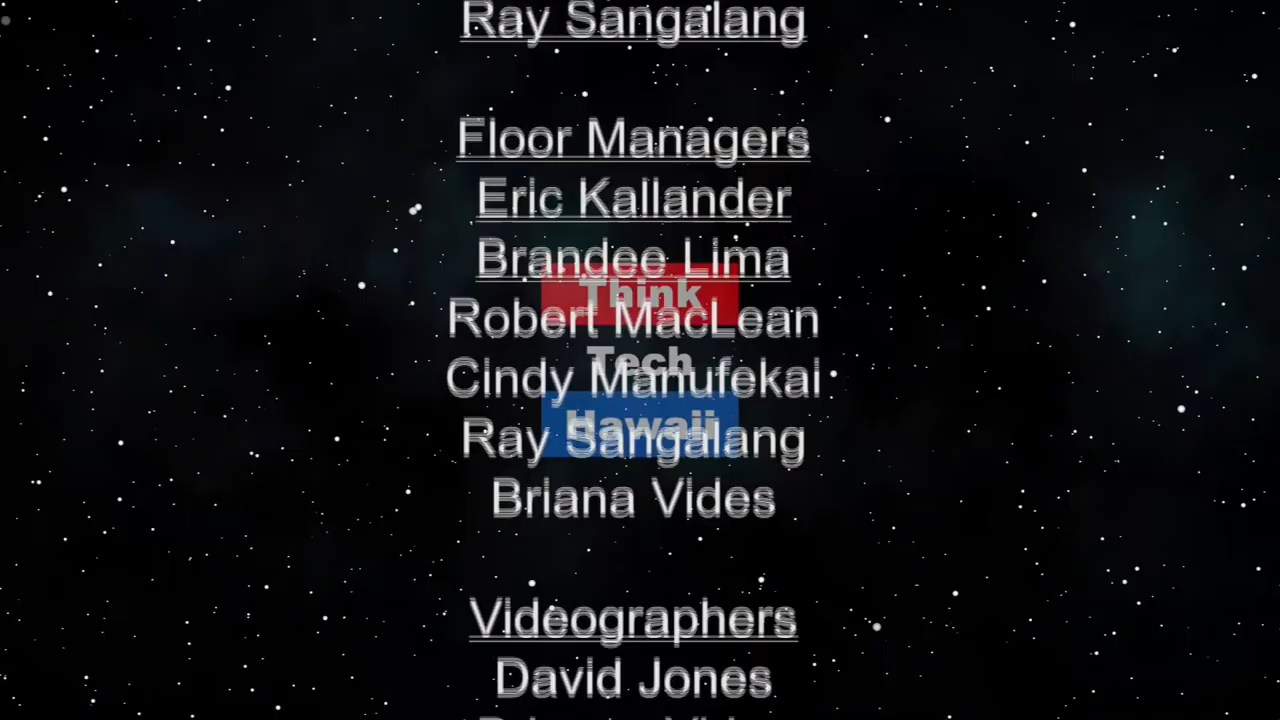 Ray Sangalang
Floor Managers
Eric Kallander
Brandee Lima
Think
Robert MacLean
Tech
Cindy Manufekai
Hawaii
Ray Sangalang
Briana Vides
Videographers
David Jones